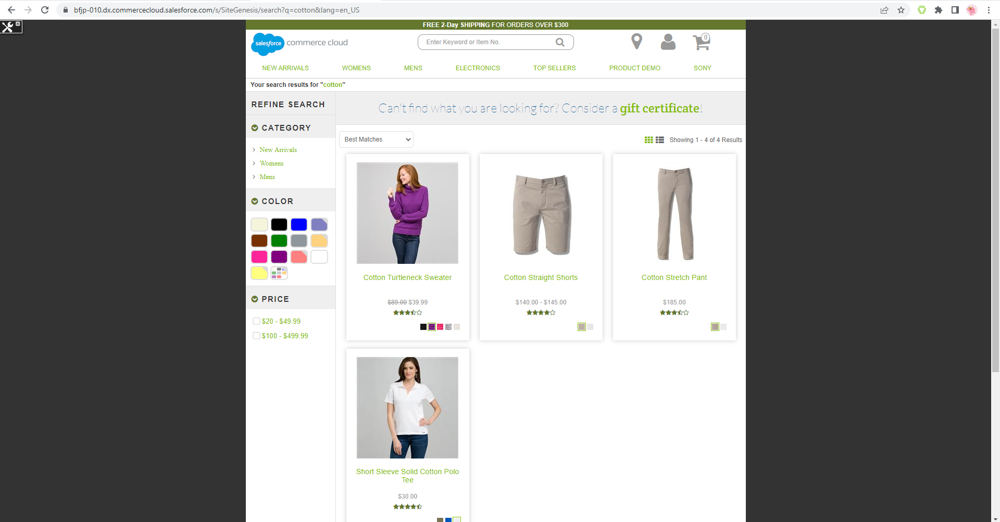 bfjp-010.dx.commercecloud.salesforce.com/s/SiteGenesis/search?q=cotton&lang=en_US
FREE 2-Day SHIPPING FOR ORDERS OVER $300
salesforce commerce cloud
Enter Keyword or Item No.
0
NEW ARRIVALS WOMENS MENS ELECTRONICS TOP SELLERS PRODUCT DEMO SONY
Your search results for "cotton"
REFINE SEARCH
CATEGORY
New Arrivals
Womens
Mens
COLOR
PRICE
$20 - $49.99
$100 - $499.99
Can't find what you are looking for? Consider a gift certificate!
Best Matches
Showing 1 - 4 of 4 Results
Cotton Turtleneck Sweater
$89.00 $39.99
Cotton Straight Shorts
$140.00 - $145.00
Cotton Stretch Pant
$185.00
Short Sleeve Solid Cotton Polo
Tee
$30.00